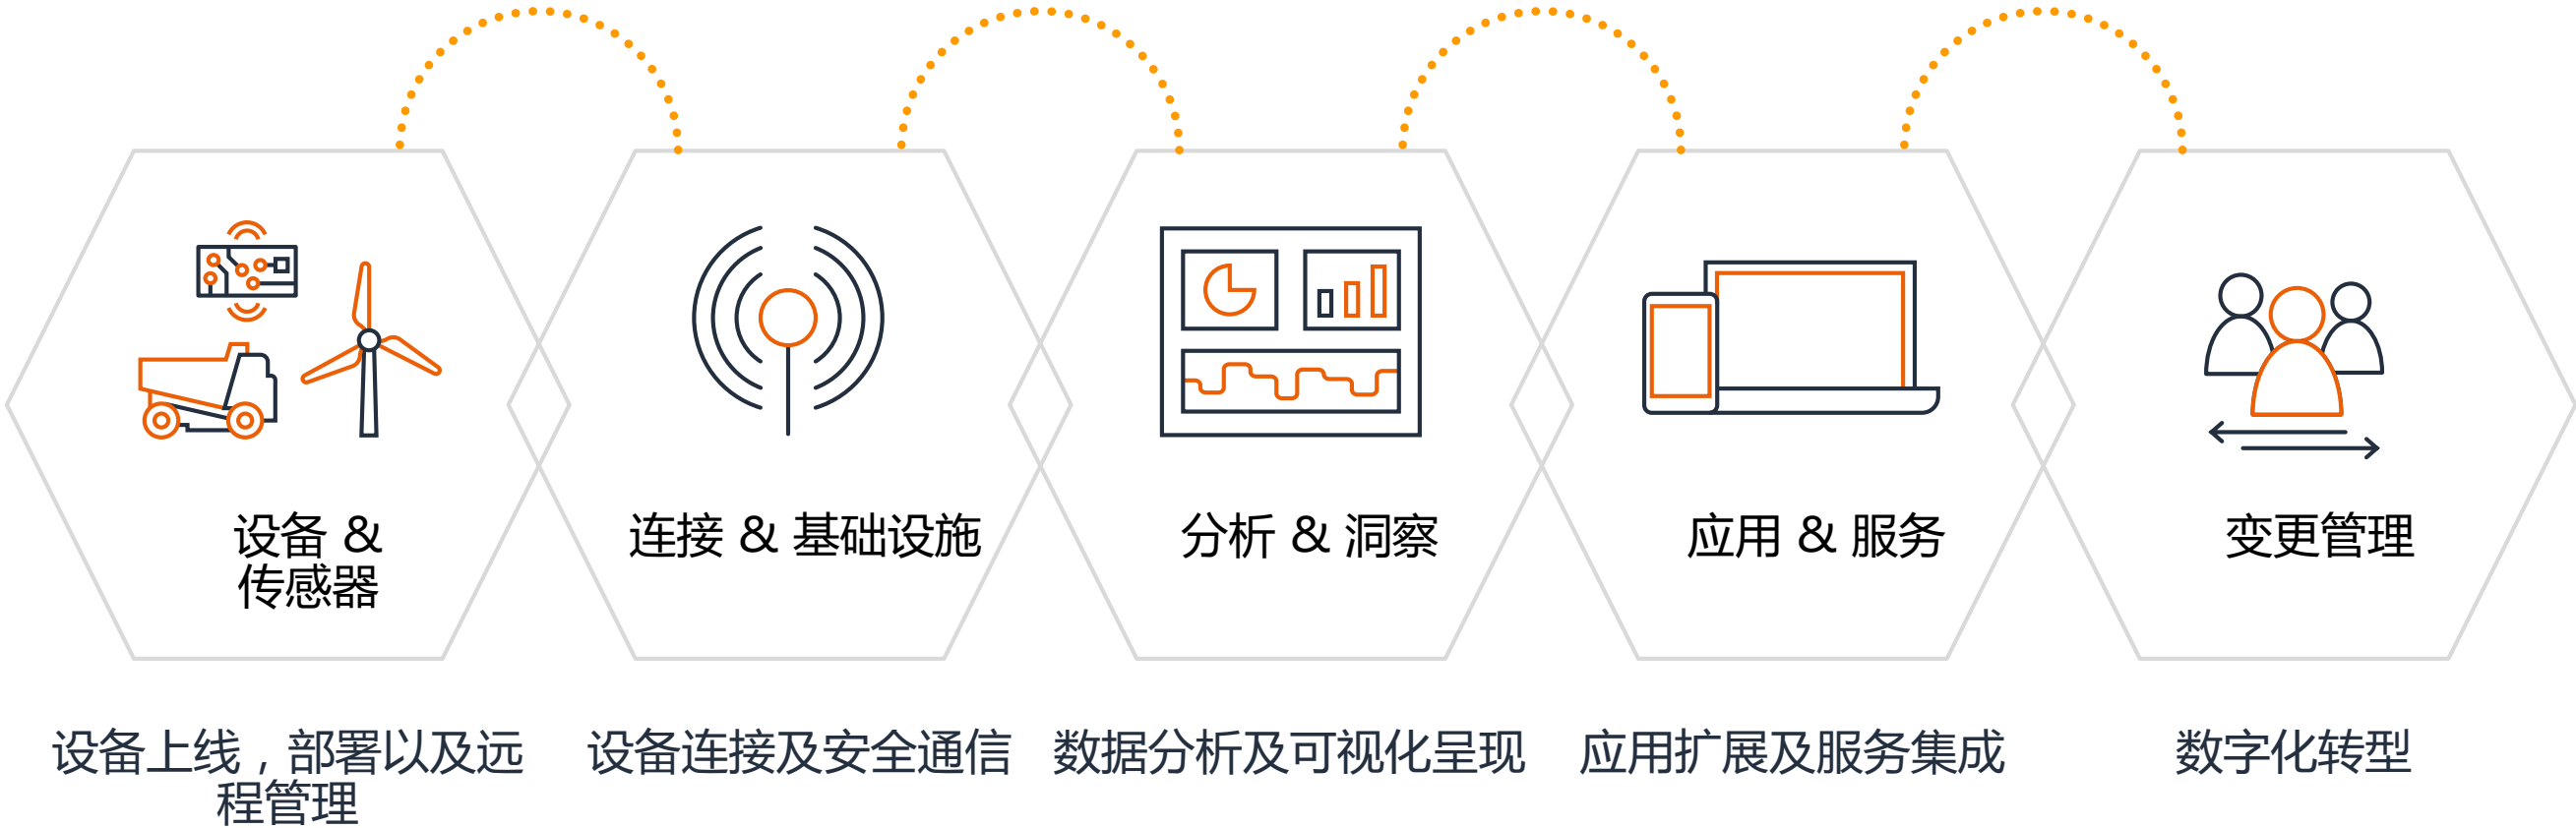 设备 &
传感器
连接 & 基础设施
分析 & 洞察
应用 & 服务
变更管理
设备上线，部署以及远
程管理
设备连接及安全通信
数据分析及可视化呈现
应用扩展及服务集成
数字化转型